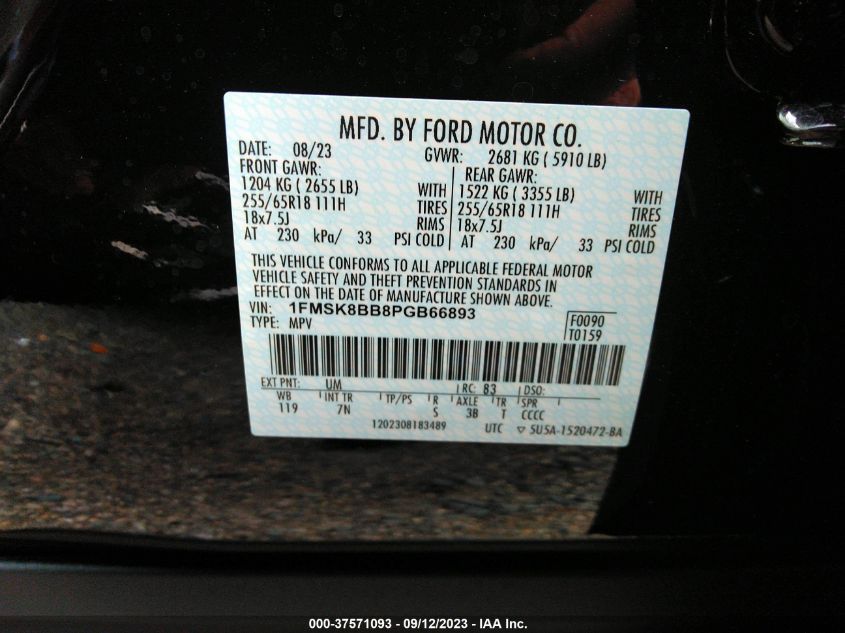 MFD. BY FORD MOTOR CO.
DATE: 08/23 GVWR: 2681 KG ( 5910 LB)
FRONT GAWR: REAR GAWR:
1204 KG ( 2655 LB) WITH 1522 KG ( 3355 LB) WITH
255/65R18 111H TIRES 255/65R18 111H TIRES
18x7.5J RIMS 18x7.5J RIMS
AT 230 kPa/ 33 PSI COLD AT 230 kPa/ 33 PSI COLD
THIS VEHICLE CONFORMS TO ALL APPLICABLE FEDERAL MOTOR
VEHICLE SAFETY AND THEFT PREVENTION STANDARDS IN
EFFECT ON THE DATE OF MANUFACTURE SHOWN ABOVE.
VIN: 1FMSK8BB8PGB66893
TYPE: MPV
F0090
T0159
EXT PNT: UM RC: 83 DSO:
WB INT TR TP/PS R AXLE TR SPR
119 7N S 3B T CCCC
1202308183489 UTC ▽ 5U5A-1520472-BA
000-37571093 - 09/12/2023 - IAA Inc.